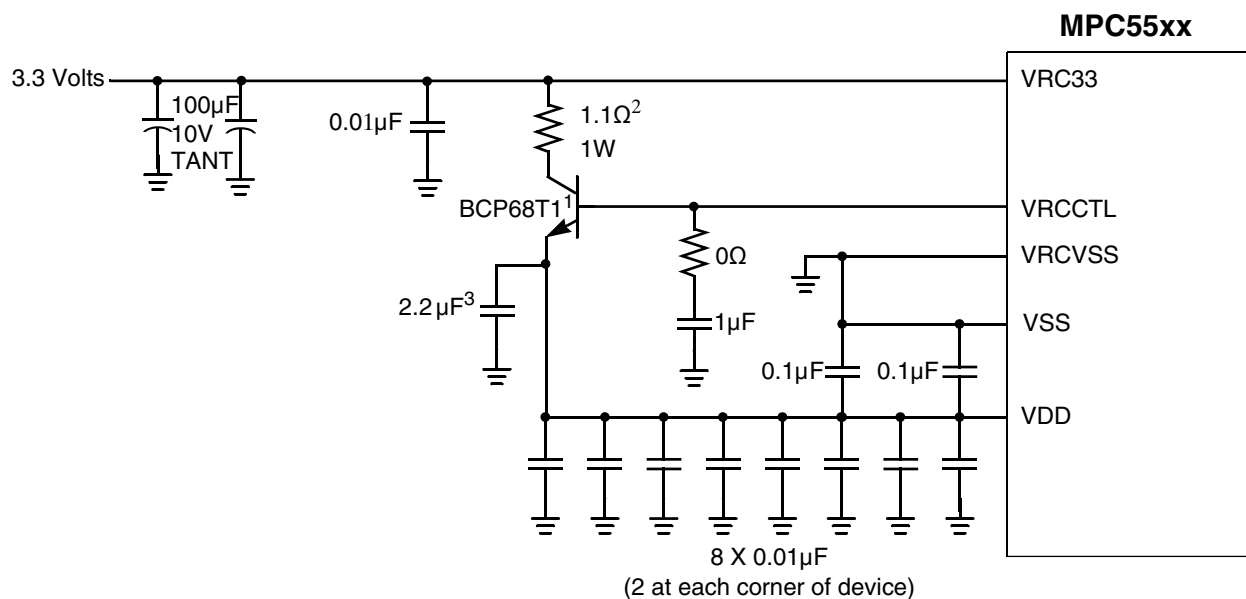 MPC55xx
3.3 Volts
VRC33
100µF
10V
TANT
0.01µF
1.1Ω²
1W
BCP68T1¹
VRCCTL
0Ω
VRCVSS
2.2µF³
1µF
VSS
0.1µF
0.1µF
VDD
8 X 0.01µF
(2 at each corner of device)